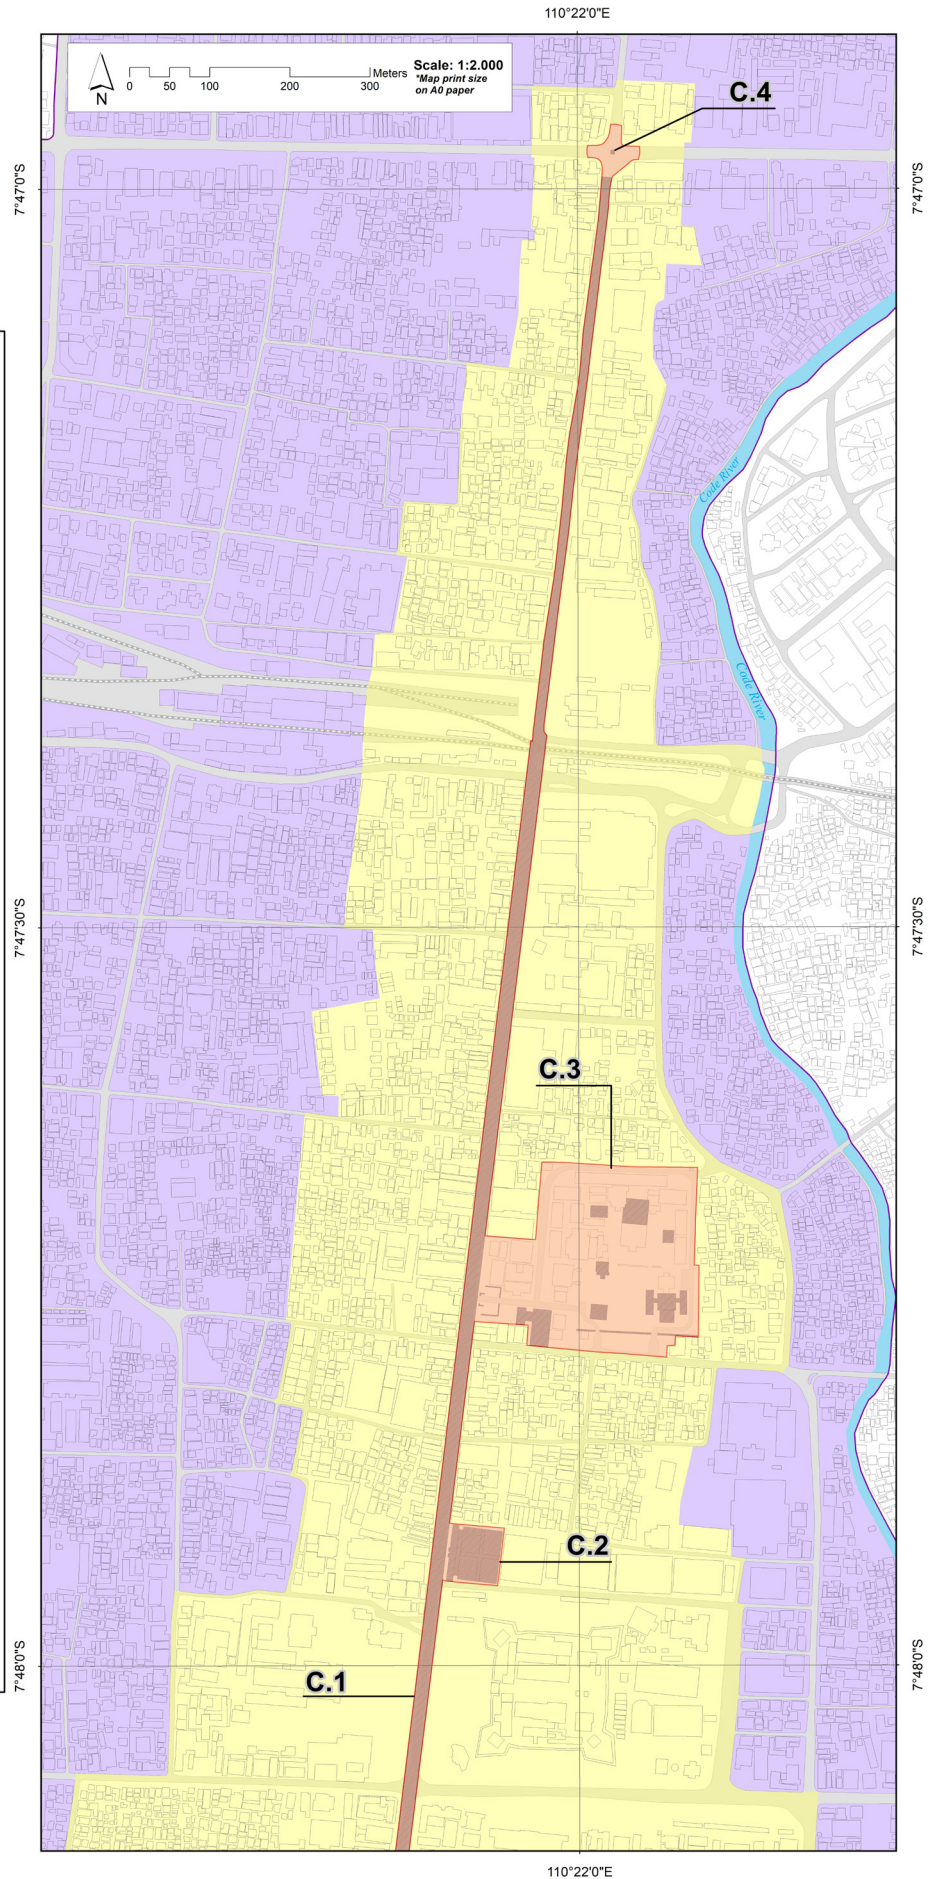 110°22'0"E
Scale: 1:2.000
*Map print size
on A0 paper
Meters
0 50 100 200 300
N
C.4
7°47'0"S
7°47'0"S
Code River
Code River
7°47'30"S
7°47'30"S
C.3
C.2
7°48'0"S
7°48'0"S
C.1
110°22'0"E